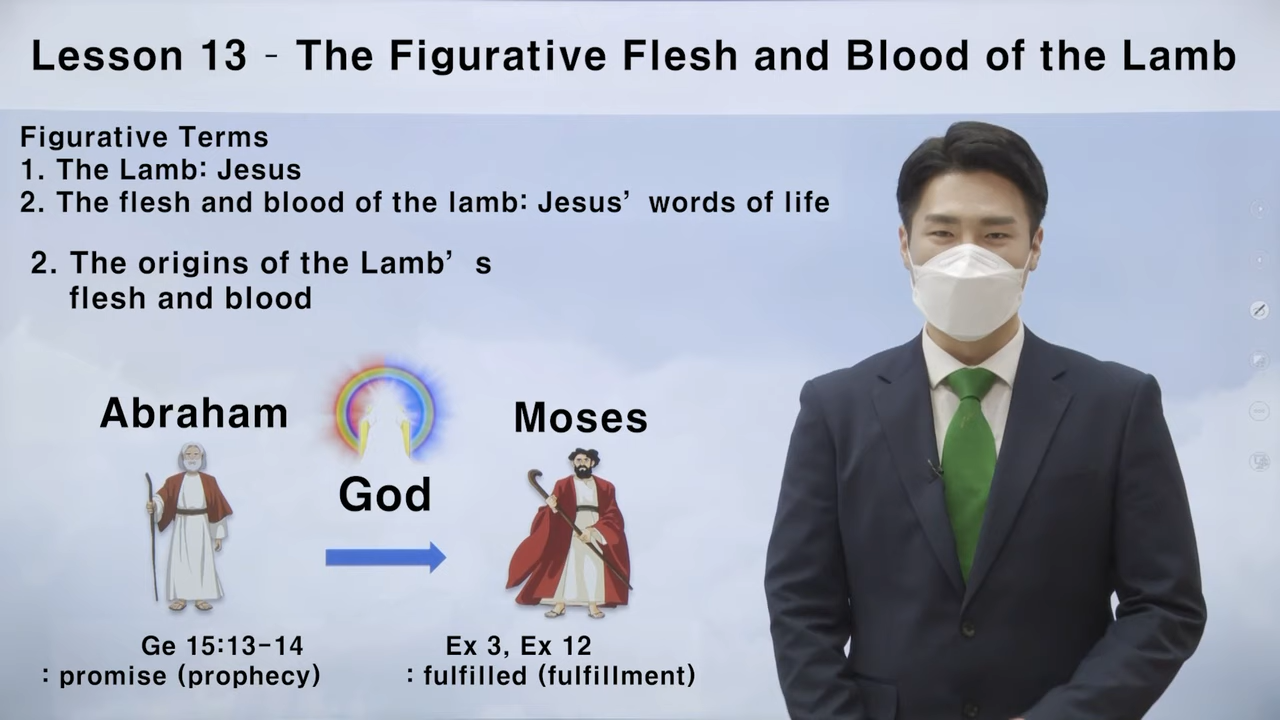 Lesson 13 - The Figurative Flesh and Blood of the Lamb
Figurative Terms
1. The Lamb: Jesus
2. The flesh and blood of the lamb: Jesus’ words of life
2. The origins of the Lamb’s
flesh and blood
Abraham
God
Moses
Ge 15:13-14
: promise (prophecy)
Ex 3, Ex 12
: fulfilled (fulfillment)